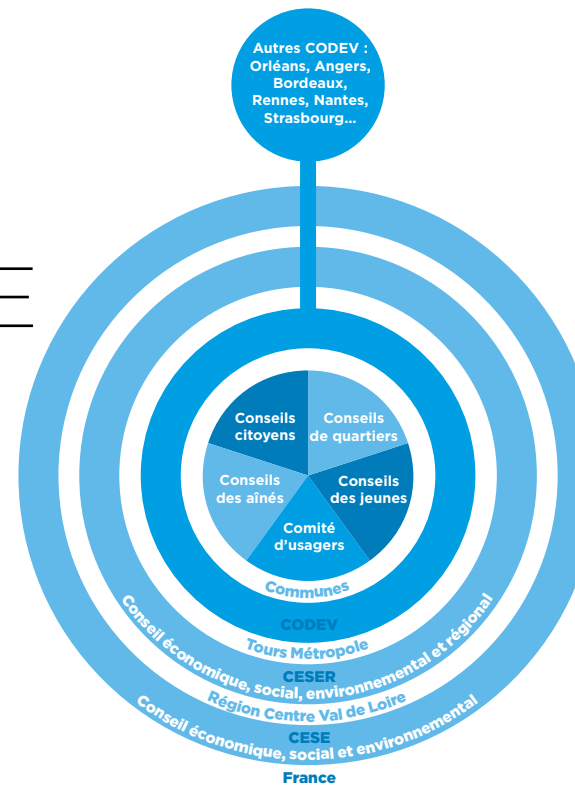 Autres CODEV :
Orléans, Angers,
Bordeaux,
Rennes, Nantes,
Strasbourg...
Conseils
citoyens
Conseils
de quartiers
Conseils
des aînés
Conseils
des jeunes
Comité
d'usagers
Communes
CODEV
Tours Métropole
CESER
Conseil économique, social, environnemental et régional
Région Centre Val de Loire
CESE
Conseil économique, social et environnemental
France